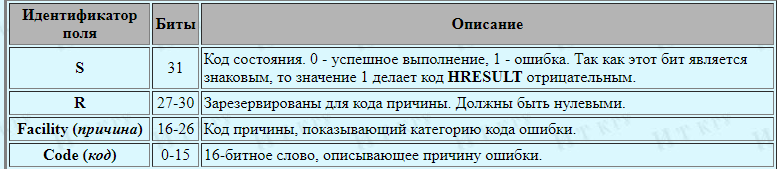 Идентификатор поля Биты Описание
S 31 Код состояния. 0 - успешное выполнение, 1 - ошибка. Так как этот бит является
знаковым, то значение 1 делает код HRESULT отрицательным.
R 27-30 Зарезервированы для кода причины. Должны быть нулевыми.
Facility (причина) 16-26 Код причины, показывающий категорию кода ошибки.
Code (код) 0-15 16-битное слово, описывающее причину ошибки.